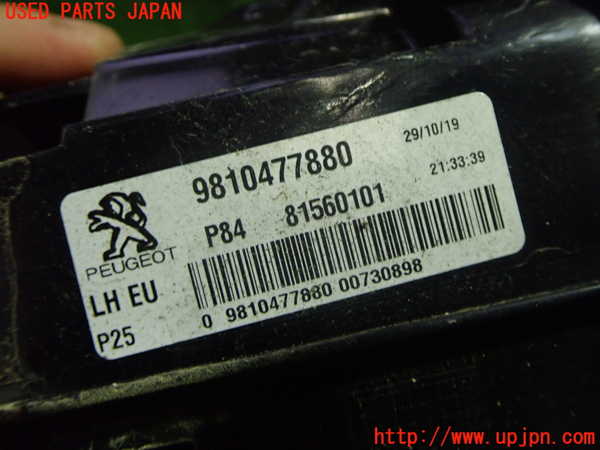 USED PARTS JAPAN
9810477880
29/10/19
P84 81560101
21:33:39
PEUGEOT
LH EU
P25
0 9810477880 00730898
http://www.upjpn.com/